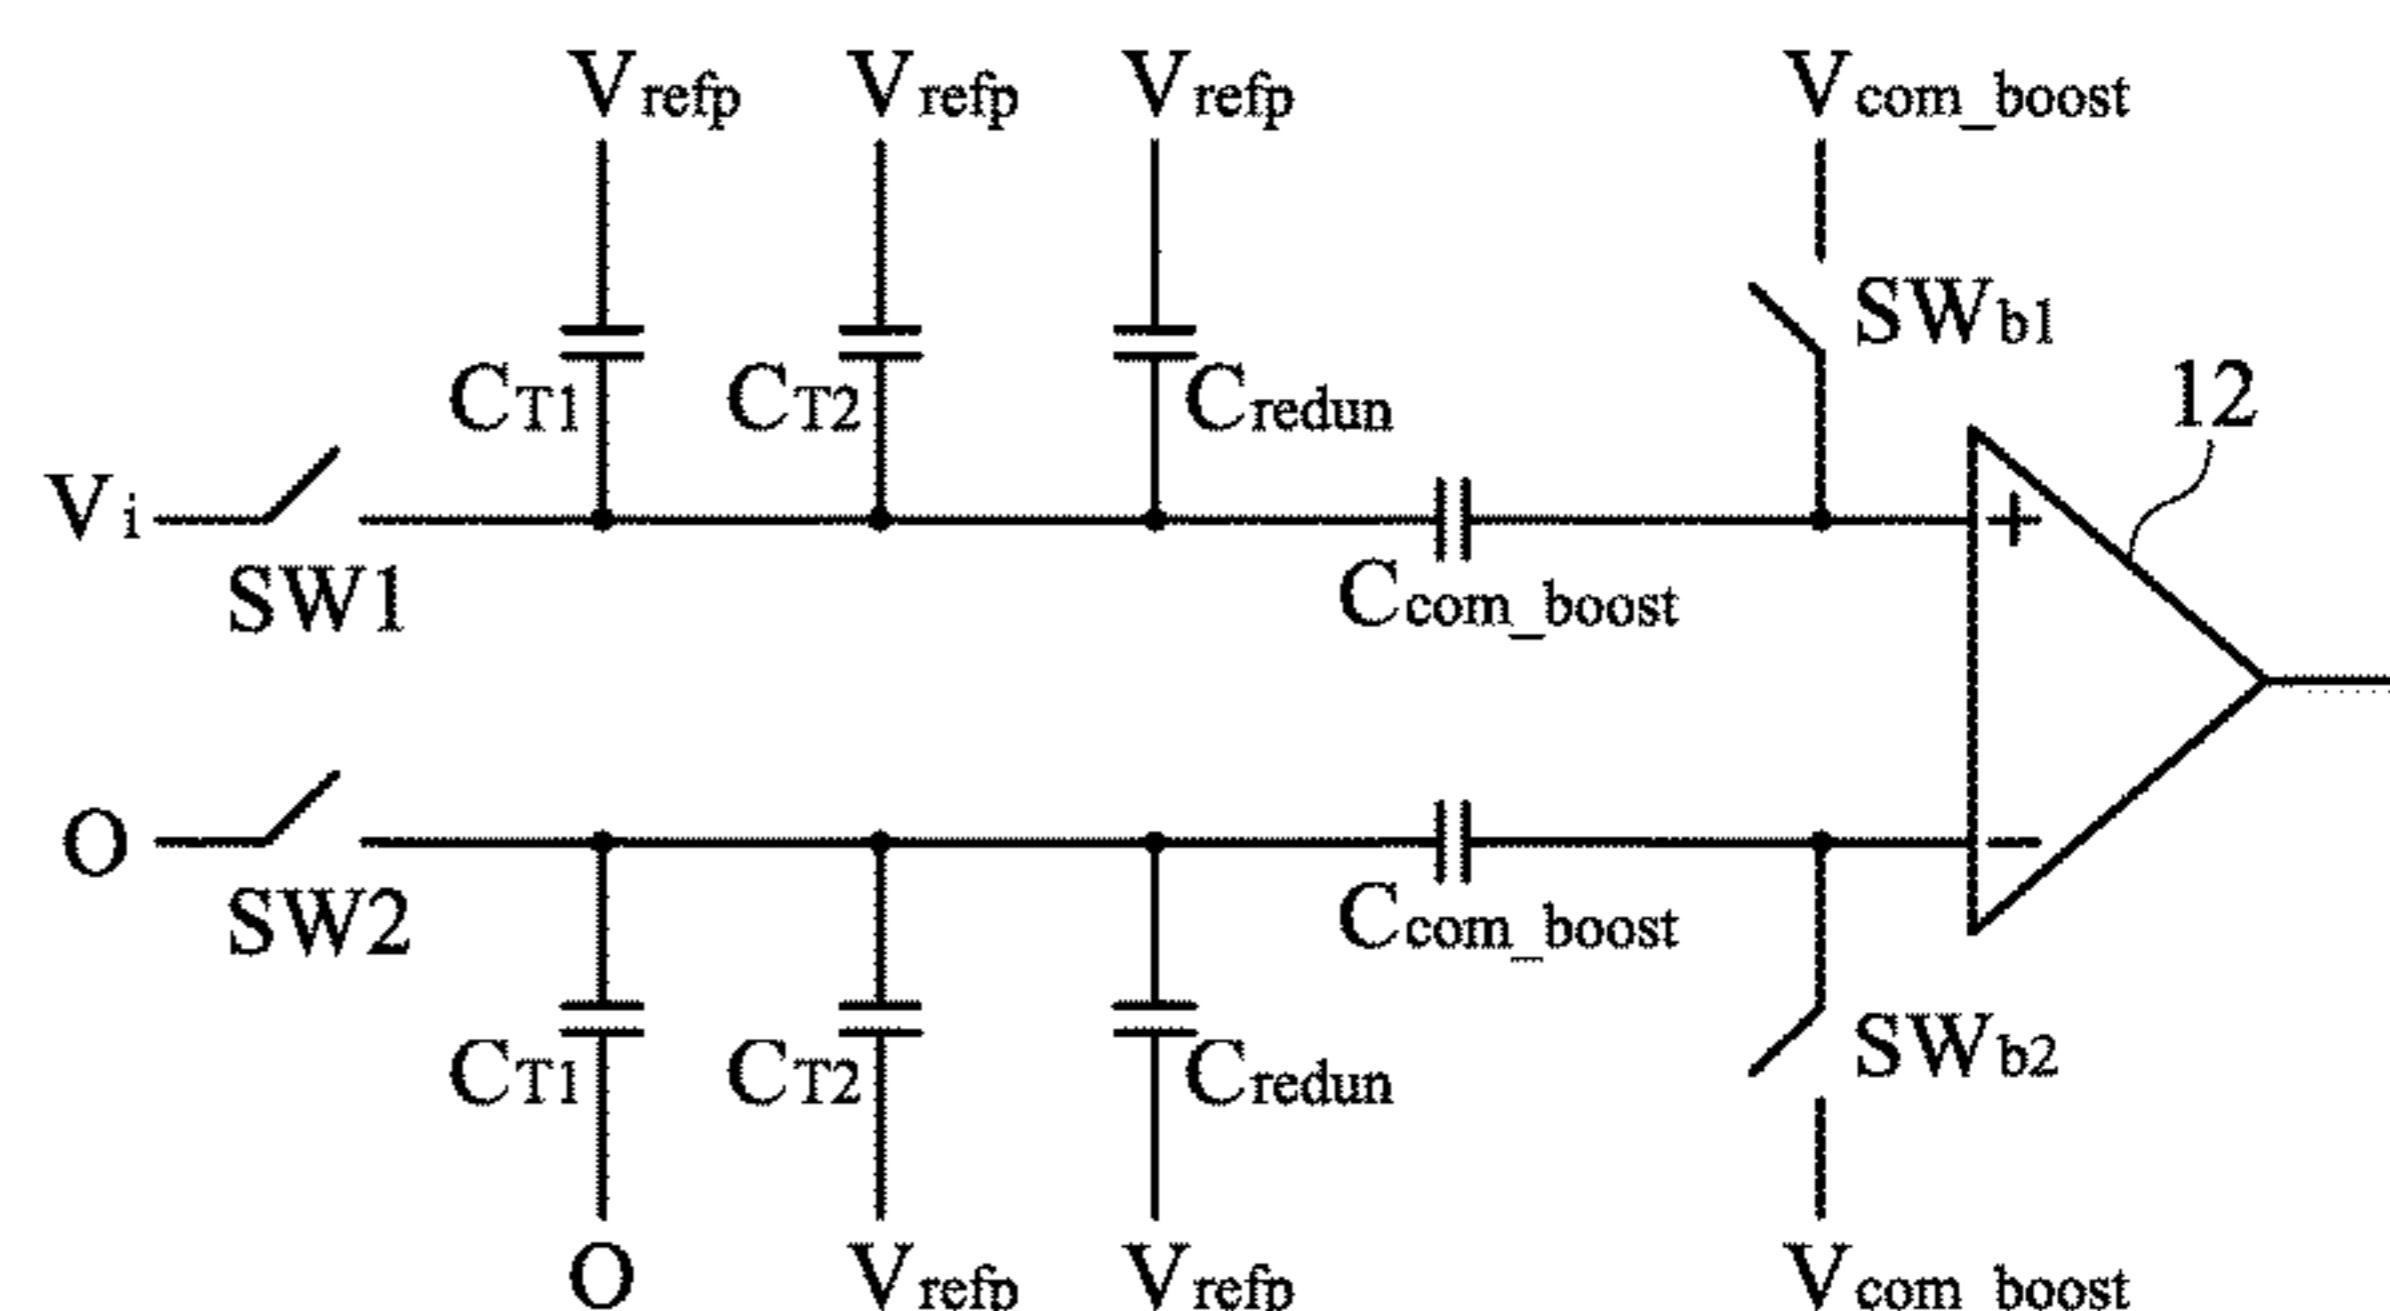 Vrefp Vrefp Vrefp Vcom_boost
SWb1
12
CT1 CT2 Credun
Vi
+
SW1
Ccom_boost
O
−
SW2
Ccom_boost
CT1 CT2 Credun
SWb2
O Vrefp Vrefp Vcom_boost